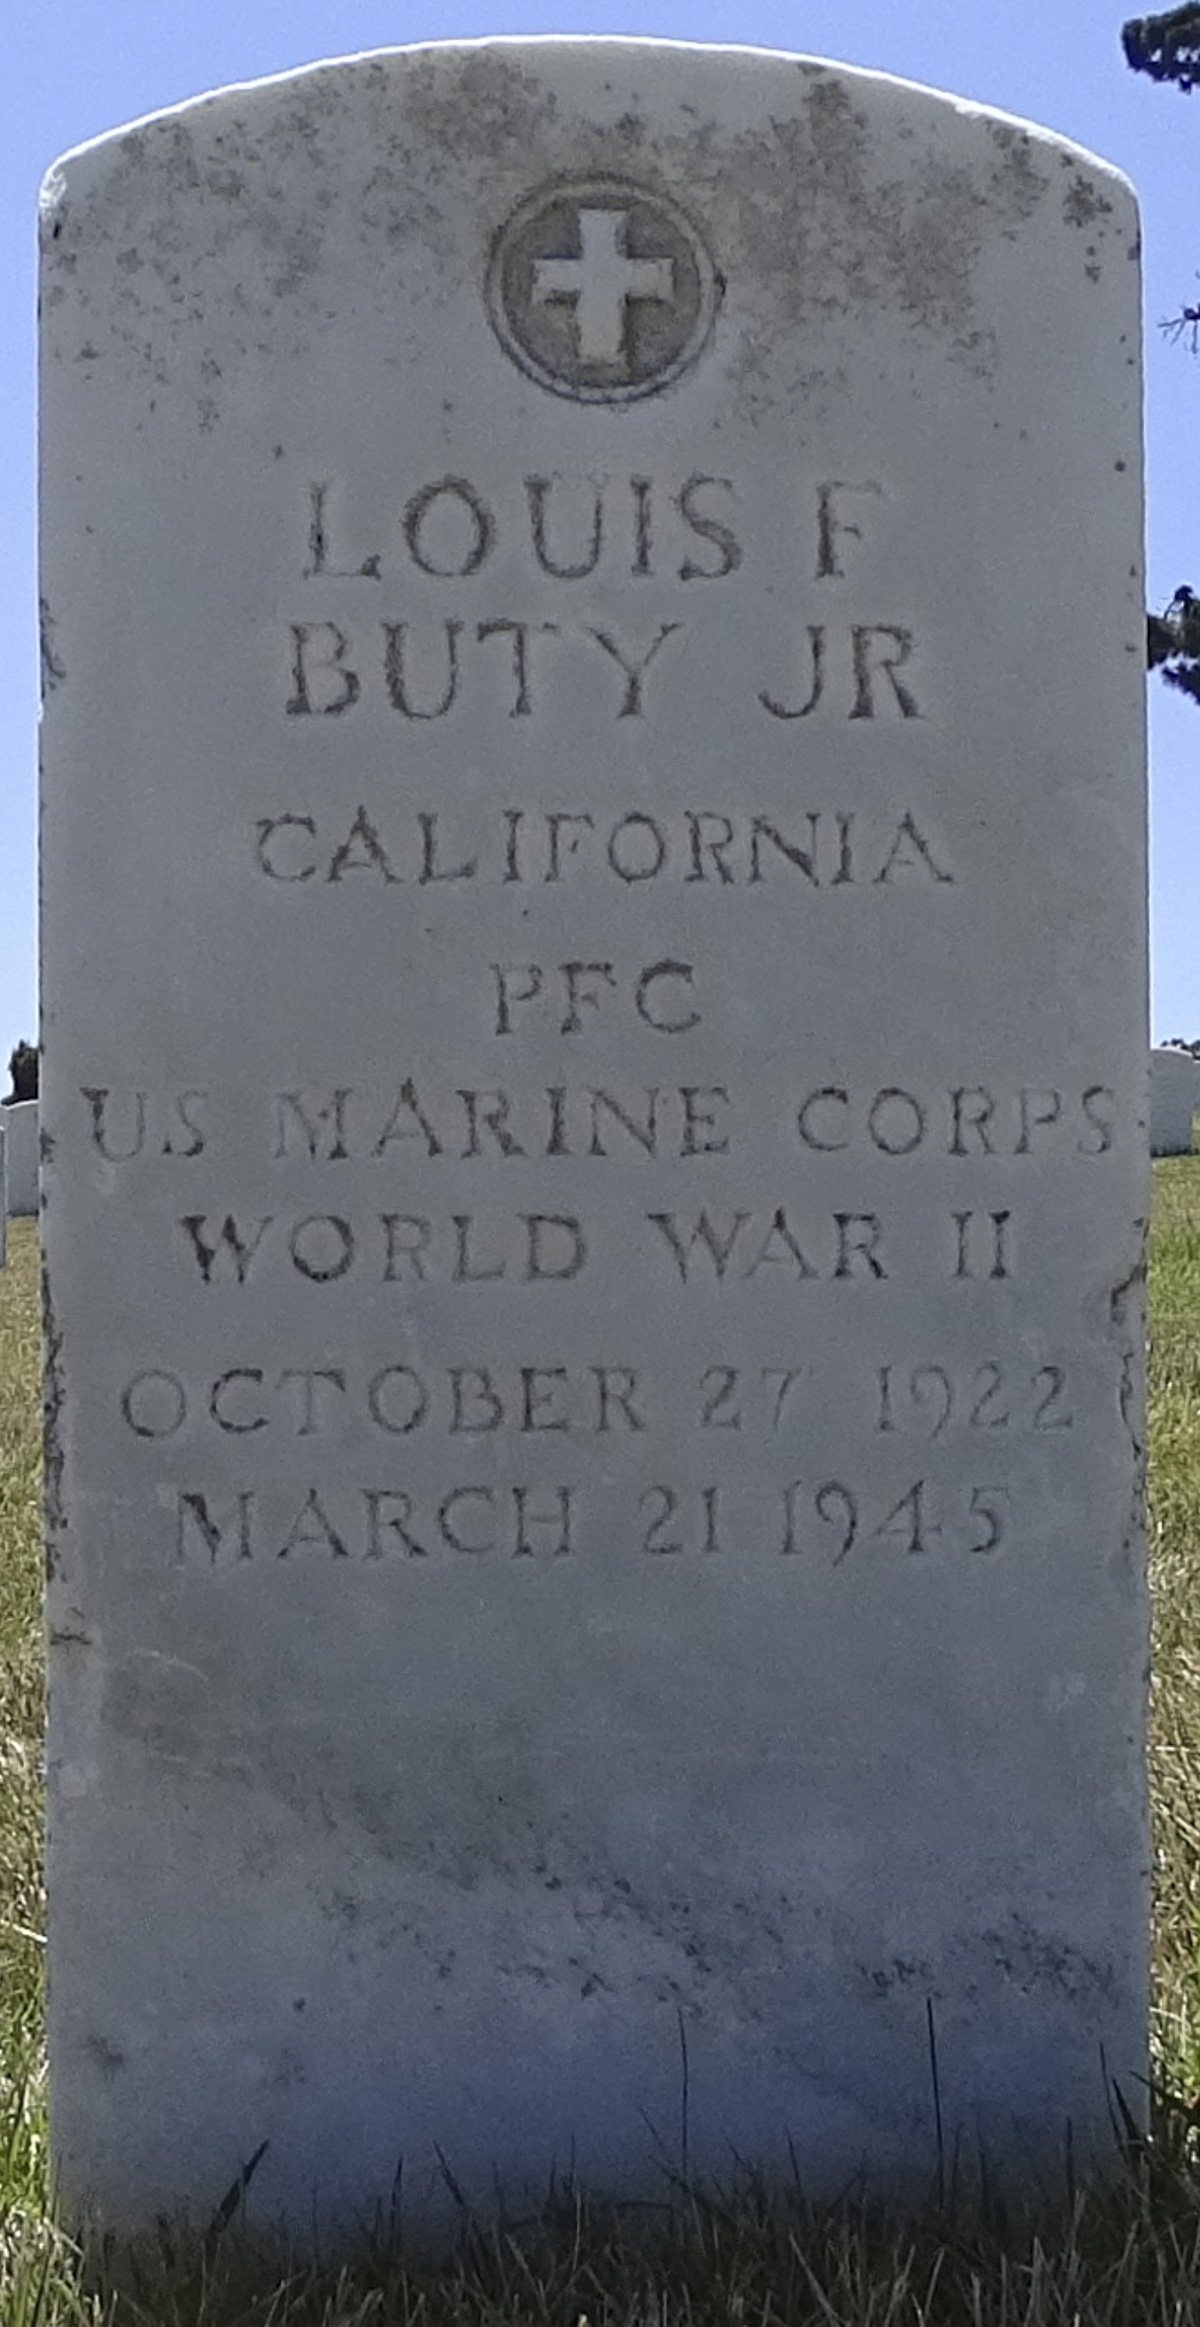 LOUIS F
BUTY JR
CALIFORNIA
PFC
US MARINE CORPS
WORLD WAR II
OCTOBER 27 1922
MARCH 21 1945